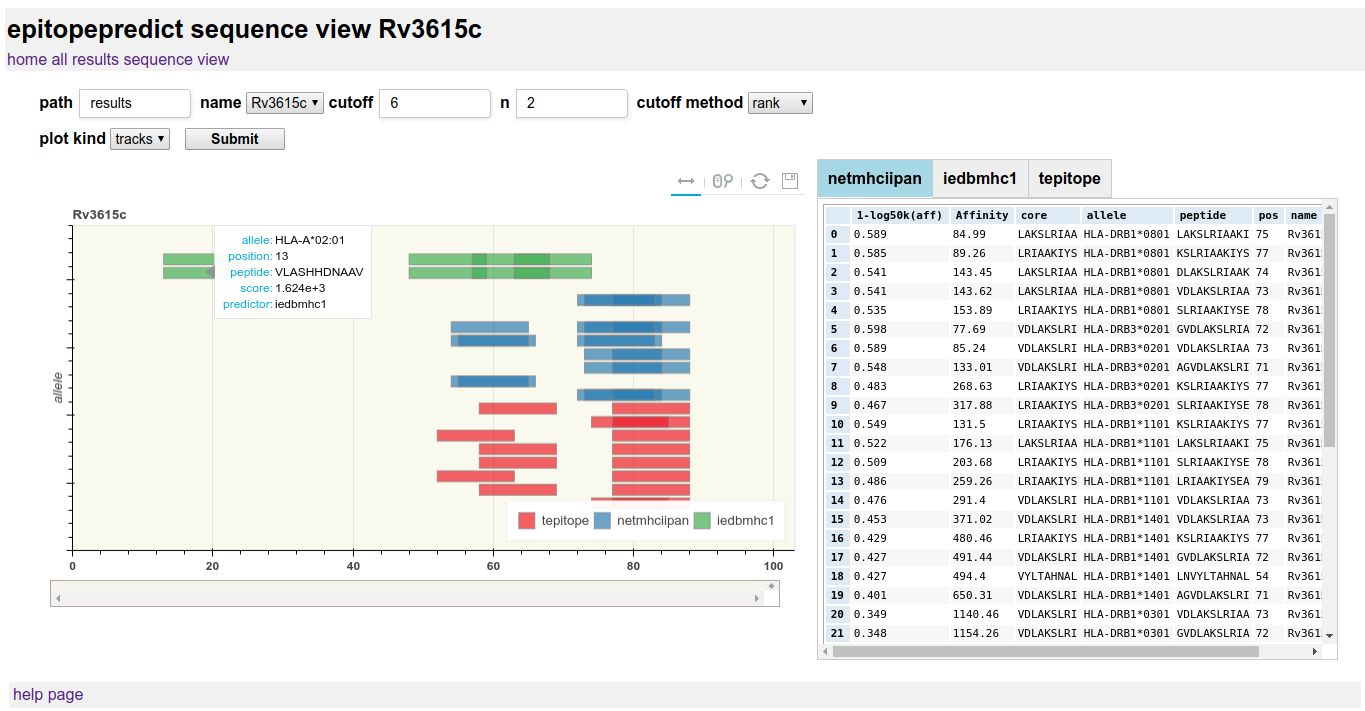 epitopepredict sequence view Rv3615c
home all results sequence view
path results name Rv3615c cutoff 6 n 2 cutoff method rank
plot kind tracks Submit
Rv3615c
allele: HLA-A*02:01
position: 13
peptide: VLASHHDNAAV
score: 1.624e+3
predictor: iedbmhc1
allele
tepitope netmhciipan iedbmhc1
0 20 40 60 80 100
netmhciipan iedbmhc1 tepitope
1-log50k(aff) Affinity core allele peptide pos name
0 0.589 84.99 LAKSLRIAA HLA-DRB1*0801 LAKSLRIAAKI 75 Rv361
1 0.585 89.26 LRIAAKIYS HLA-DRB1*0801 KSLRIAAKIYS 77 Rv361
2 0.541 143.45 LAKSLRIAA HLA-DRB1*0801 DLAKSLRIAAK 74 Rv361
3 0.541 143.62 LAKSLRIAA HLA-DRB1*0801 VDLAKSLRIAA 73 Rv361
4 0.535 153.89 LRIAAKIYS HLA-DRB1*0801 SLRIAAKIYSE 78 Rv361
5 0.598 77.69 VDLAKSLRI HLA-DRB3*0201 GVDLAKSLRIA 72 Rv361
6 0.589 85.24 VDLAKSLRI HLA-DRB3*0201 VDLAKSLRIAA 73 Rv361
7 0.548 133.01 VDLAKSLRI HLA-DRB3*0201 AGVDLAKSLRI 71 Rv361
8 0.483 268.63 LRIAAKIYS HLA-DRB3*0201 KSLRIAAKIYS 77 Rv361
9 0.467 317.88 LRIAAKIYS HLA-DRB3*0201 SLRIAAKIYSE 78 Rv361
10 0.549 131.5 LRIAAKIYS HLA-DRB1*1101 KSLRIAAKIYS 77 Rv361
11 0.522 176.13 LAKSLRIAA HLA-DRB1*1101 LAKSLRIAAKI 75 Rv361
12 0.509 203.68 LRIAAKIYS HLA-DRB1*1101 SLRIAAKIYSE 78 Rv361
13 0.486 259.26 LRIAAKIYS HLA-DRB1*1101 LRIAAKIYSEA 79 Rv361
14 0.476 291.4 VDLAKSLRI HLA-DRB1*1101 VDLAKSLRIAA 73 Rv361
15 0.453 371.02 VDLAKSLRI HLA-DRB1*1401 VDLAKSLRIAA 73 Rv361
16 0.429 480.46 LRIAAKIYS HLA-DRB1*1401 KSLRIAAKIYS 77 Rv361
17 0.427 491.44 VDLAKSLRI HLA-DRB1*1401 GVDLAKSLRIA 72 Rv361
18 0.427 494.4 VYLTAHNAL HLA-DRB1*1401 LNVYLTAHNAL 54 Rv361
19 0.401 650.31 VDLAKSLRI HLA-DRB1*1401 AGVDLAKSLRI 71 Rv361
20 0.349 1140.46 VDLAKSLRI HLA-DRB1*0301 VDLAKSLRIAA 73 Rv361
21 0.348 1154.26 VDLAKSLRI HLA-DRB1*0301 GVDLAKSLRIA 72 Rv361
help page